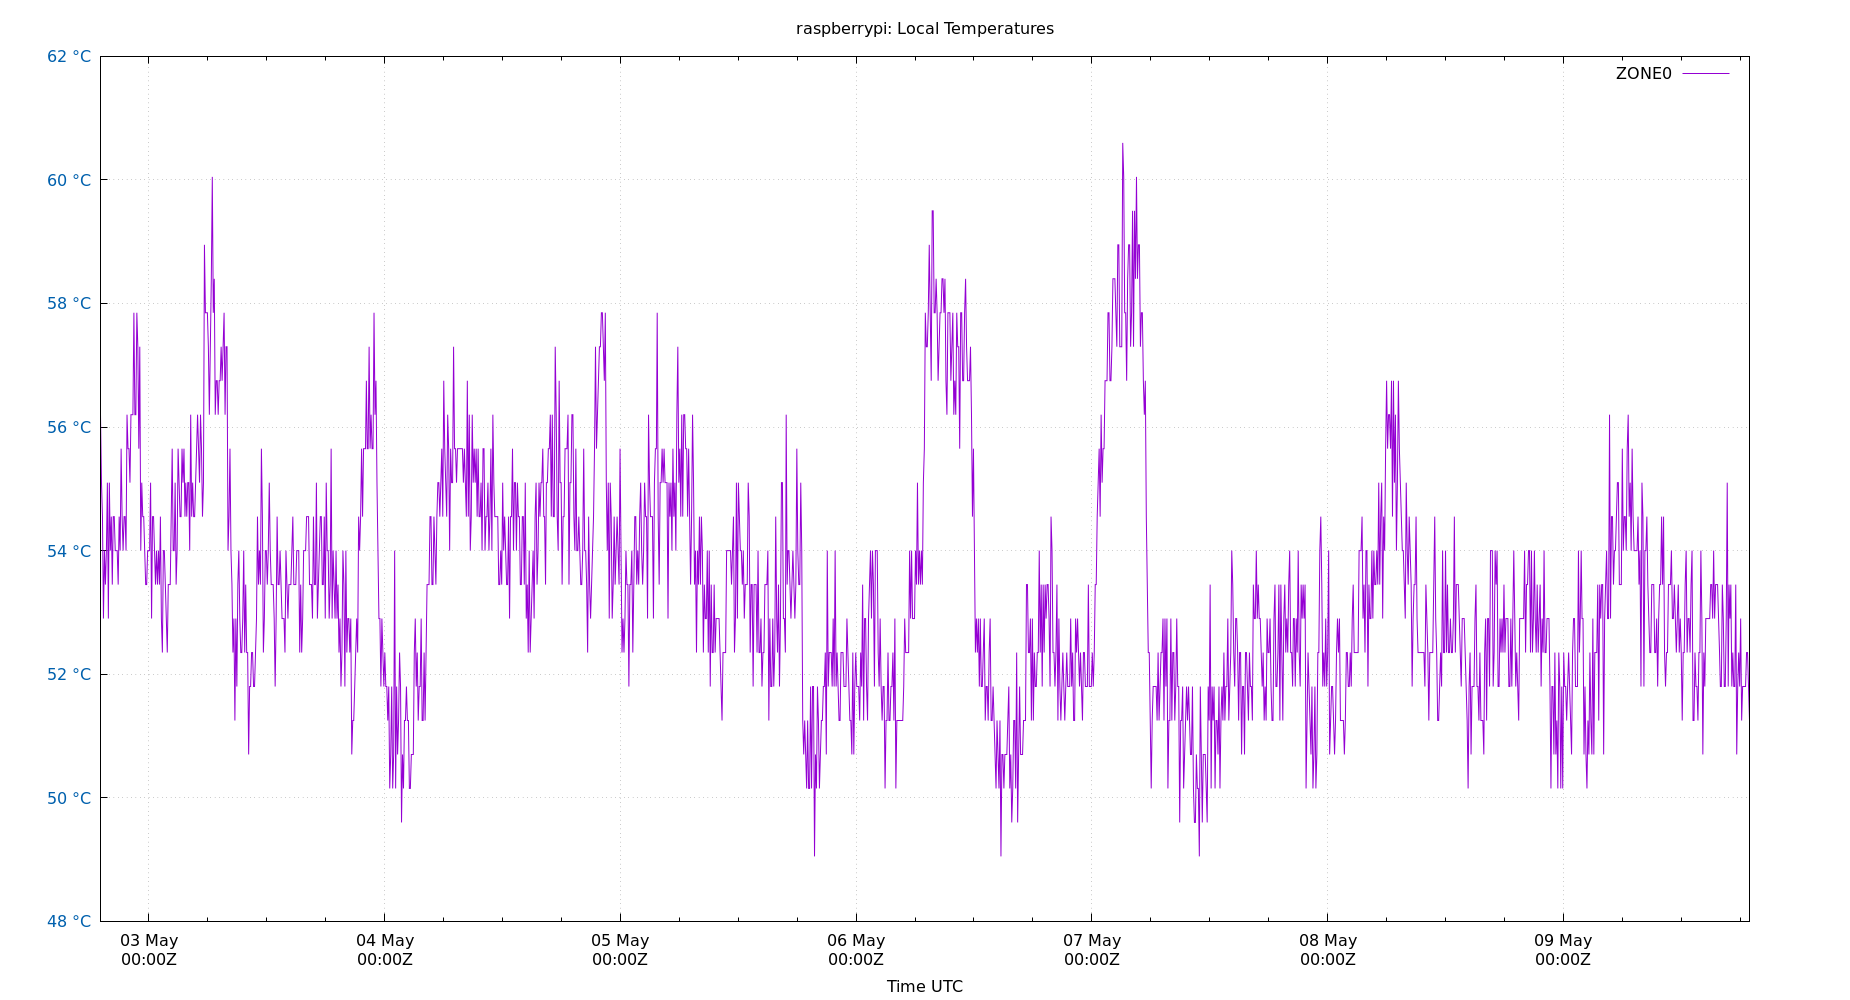 raspberrypi: Local Temperatures
62 °C
ZONE0
60 °C
58 °C
56 °C
54 °C
52 °C
50 °C
48 °C
03 May 04 May 05 May 06 May 07 May 08 May 09 May
00:00Z 00:00Z 00:00Z 00:00Z 00:00Z 00:00Z 00:00Z
Time UTC